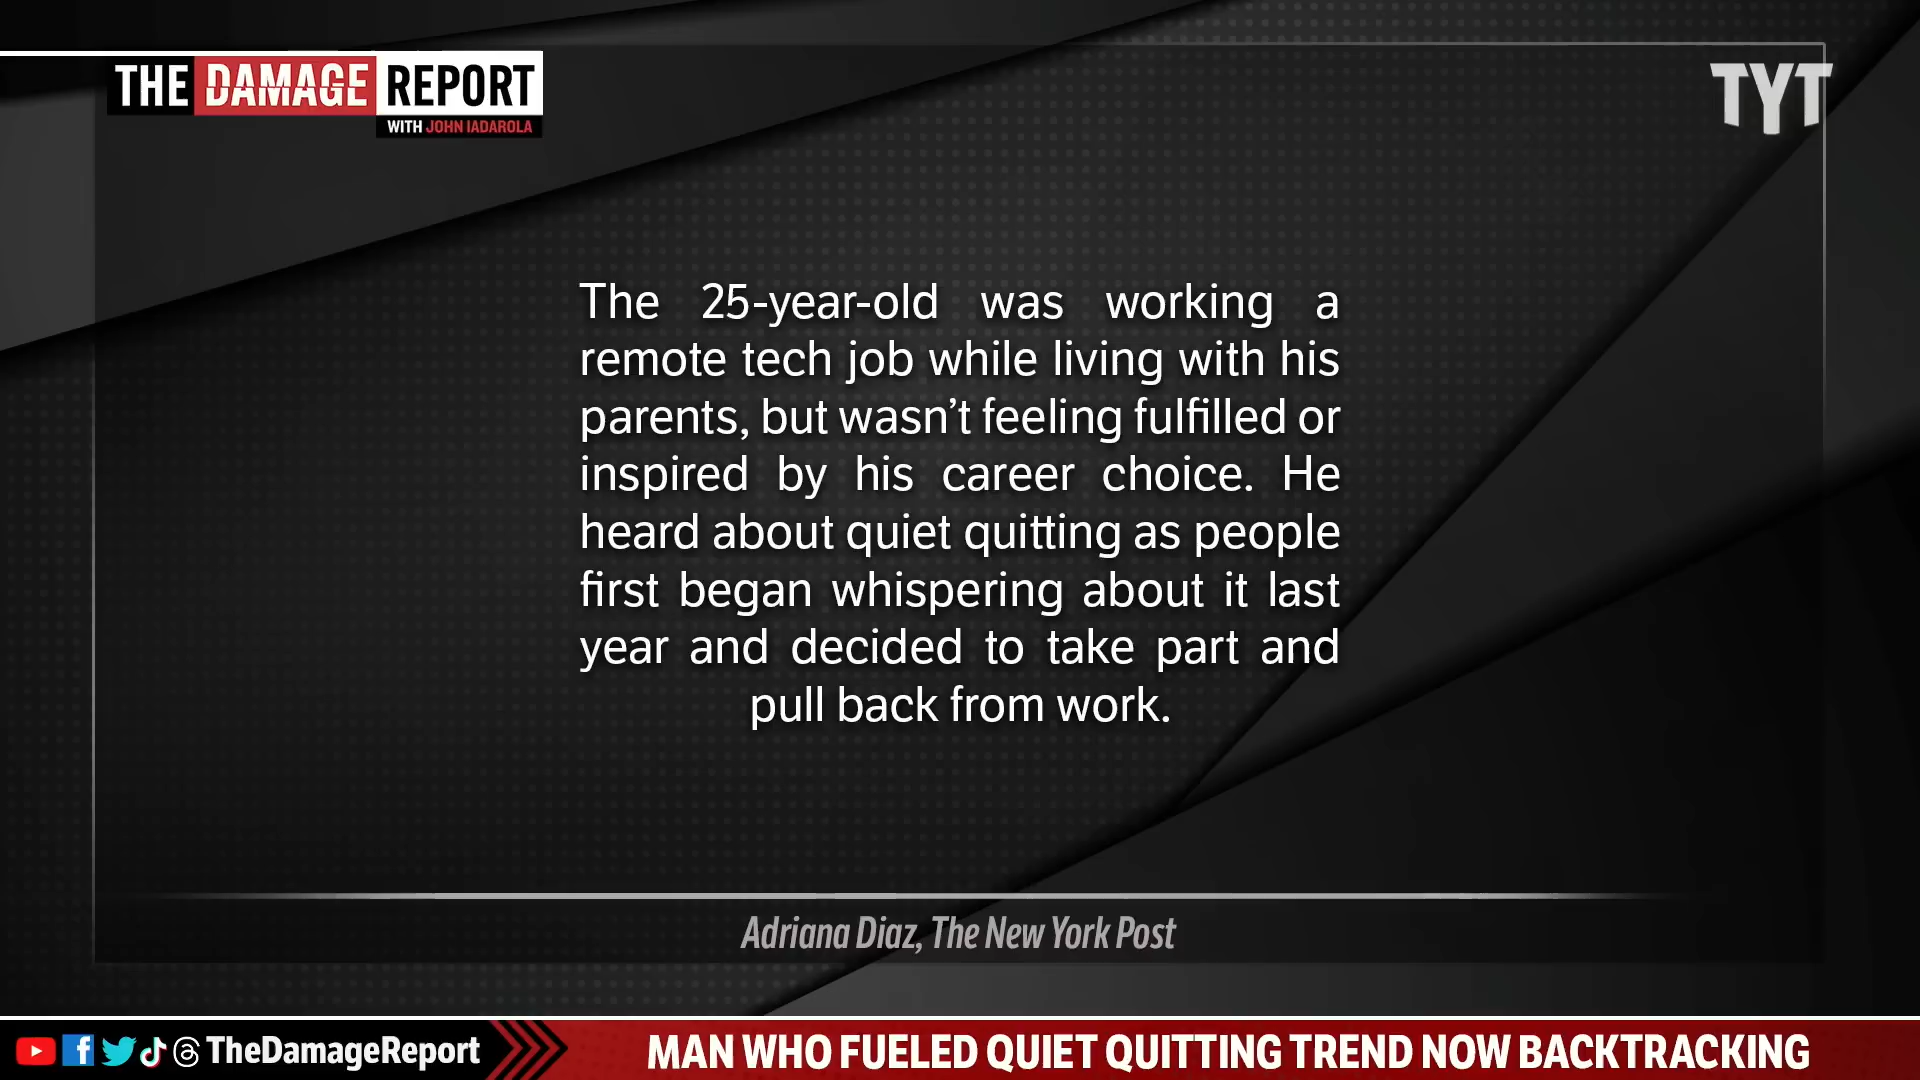 THE DAMAGE REPORT
WITH JOHN IADAROLA
TYT
The 25-year-old was working a
remote tech job while living with his
parents, but wasn’t feeling fulfilled or
inspired by his career choice. He
heard about quiet quitting as people
first began whispering about it last
year and decided to take part and
pull back from work.
Adriana Diaz, The New York Post
TheDamageReport
MAN WHO FUELED QUIET QUITTING TREND NOW BACKTRACKING